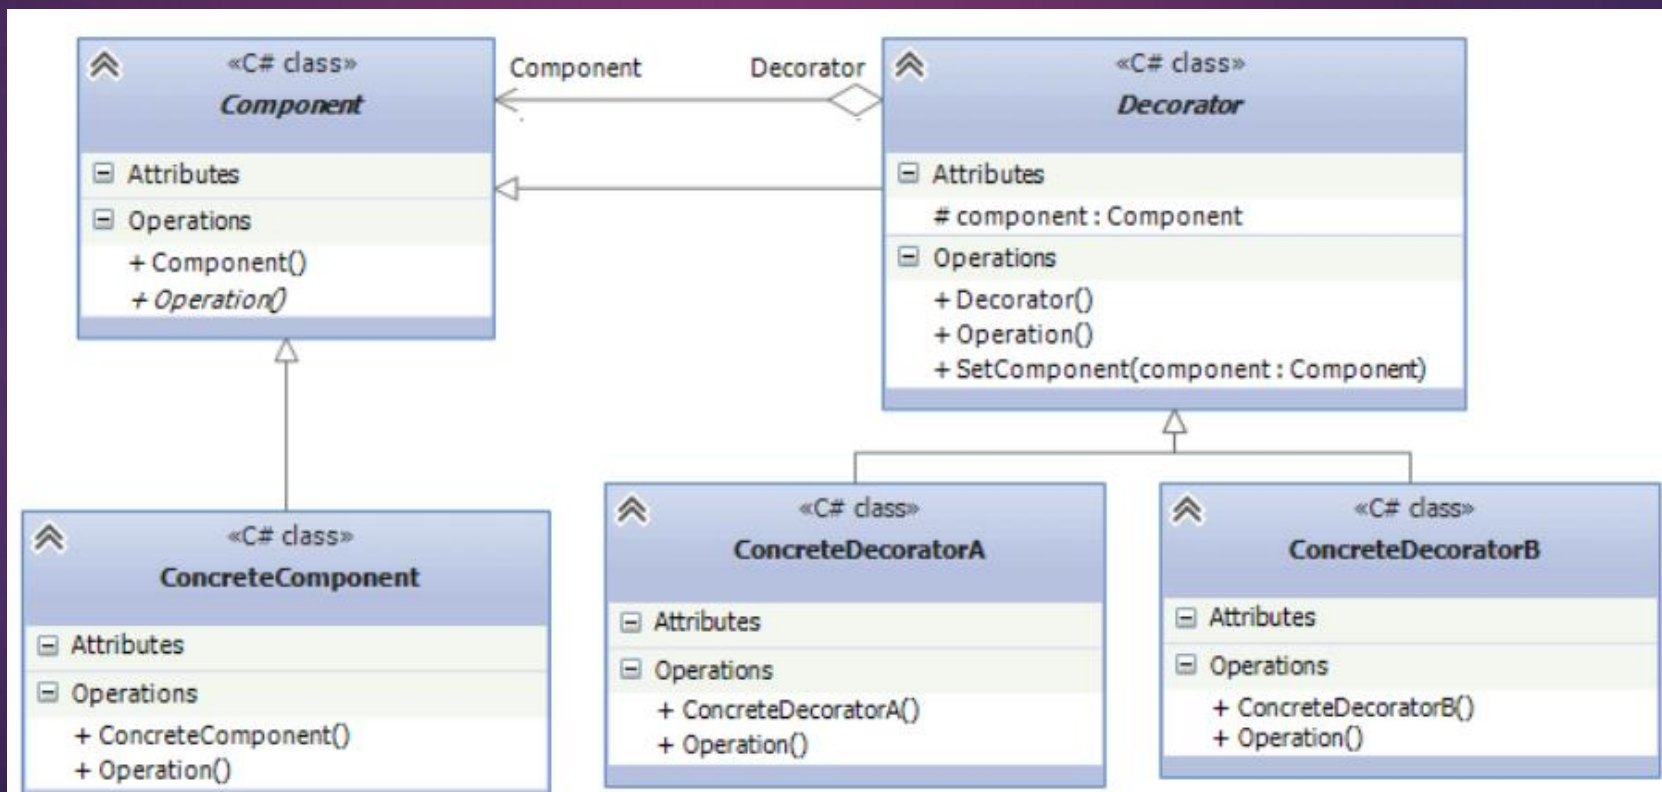 «C# class»
Component
Attributes
Operations
+ Component()
+ Operation()
Component
Decorator
«C# class»
Decorator
Attributes
# component : Component
Operations
+ Decorator()
+ Operation()
+ SetComponent(component : Component)
«C# class»
ConcreteComponent
Attributes
Operations
+ ConcreteComponent()
+ Operation()
«C# class»
ConcreteDecoratorA
Attributes
Operations
+ ConcreteDecoratorA()
+ Operation()
«C# class»
ConcreteDecoratorB
Attributes
Operations
+ ConcreteDecoratorB()
+ Operation()